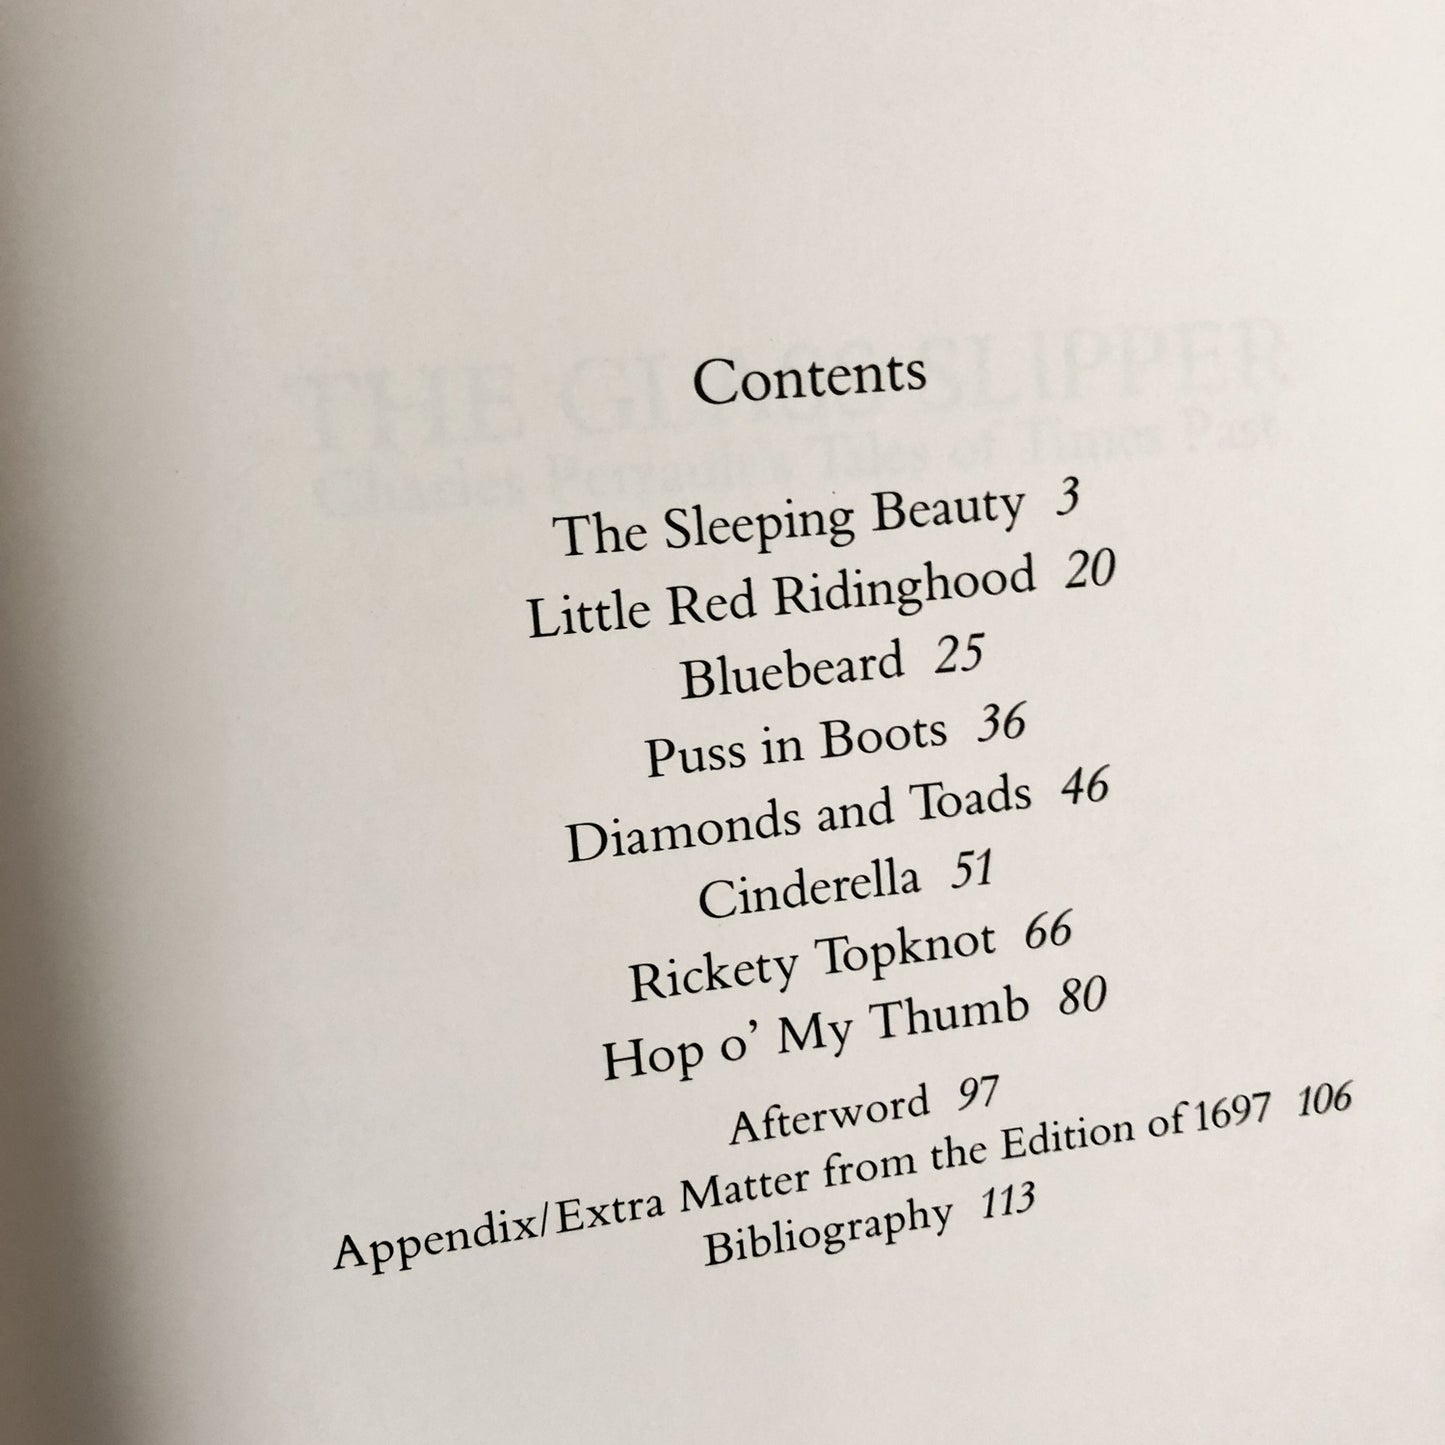 THE GLASS SLIPPER
Charles Perrault's Tales of Times Past
Contents
The Sleeping Beauty 3
Little Red Ridinghood 20
Bluebeard 25
Puss in Boots 36
Diamonds and Toads 46
Cinderella 51
Rickety Topknot 66
Hop o' My Thumb 80
Afterword 97
Appendix/Extra Matter from the Edition of 1697 106
Bibliography 113